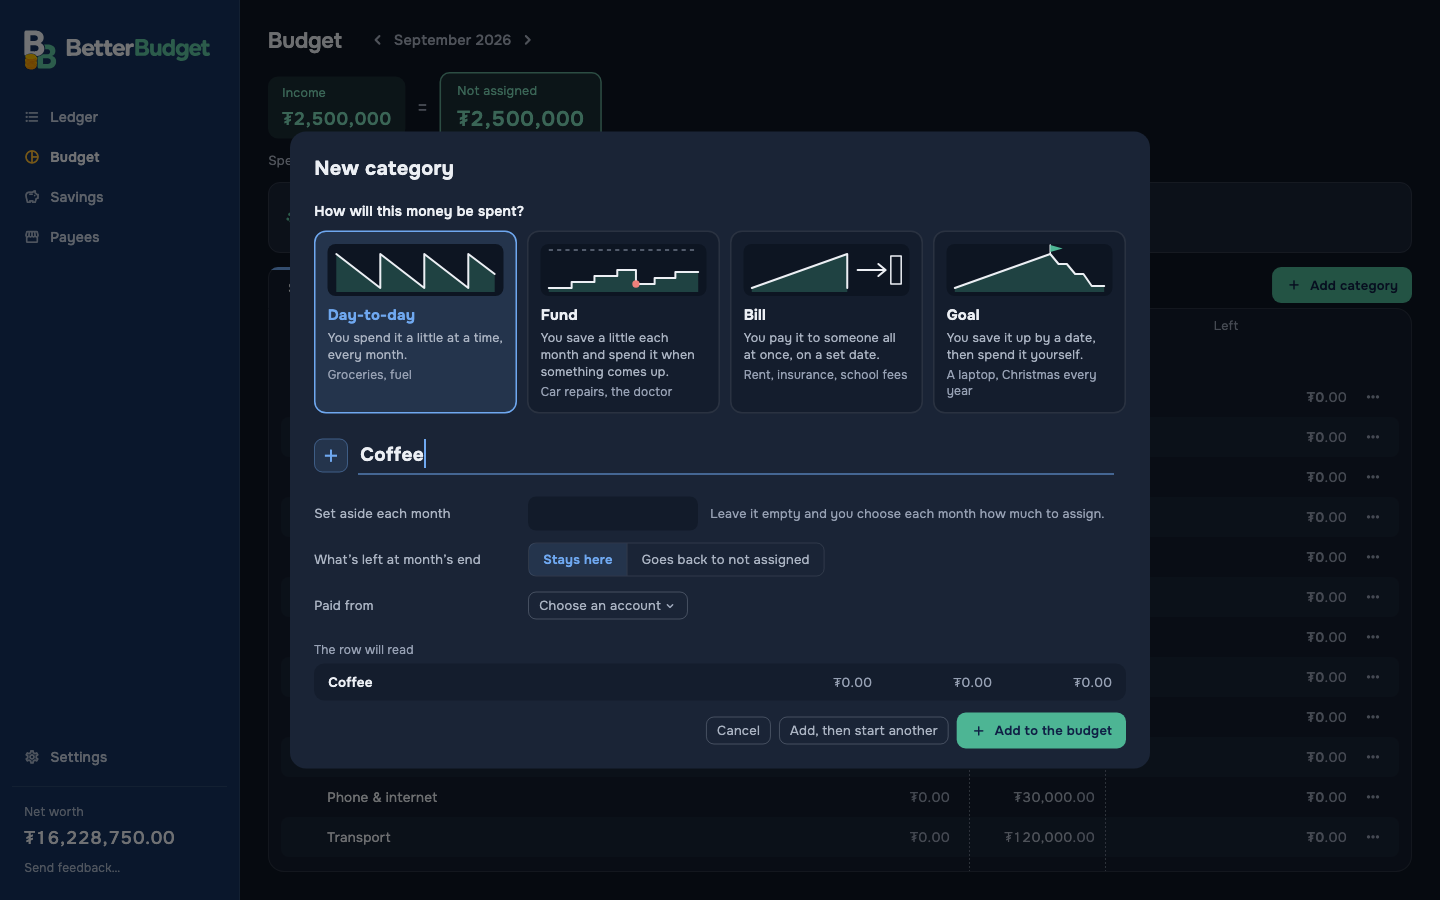 BetterBudget
Ledger
Budget
Savings
Payees
Settings
Net worth
₮16,228,750.00
Send feedback...
Budget
September 2026
Income
₮2,500,000
=
Not assigned
₮2,500,000
Spe
Add category
Left
New category
How will this money be spent?
Day-to-day
You spend it a little at a time,
every month.
Groceries, fuel
Fund
You save a little each
month and spend it when
something comes up.
Car repairs, the doctor
Bill
You pay it to someone all
at once, on a set date.
Rent, insurance, school fees
Goal
You save it up by a date,
then spend it yourself.
A laptop, Christmas every
year
Coffee
Set aside each month
Leave it empty and you choose each month how much to assign.
What's left at month's end
Stays here
Goes back to not assigned
Paid from
Choose an account
The row will read
Coffee ₮0.00 ₮0.00 ₮0.00
Cancel
Add, then start another
Add to the budget
₮0.00
₮0.00
₮0.00
₮0.00
₮0.00
₮0.00
₮0.00
₮0.00
₮0.00
₮0.00
Phone & internet ₮0.00 ₮30,000.00 ₮0.00
Transport ₮0.00 ₮120,000.00 ₮0.00